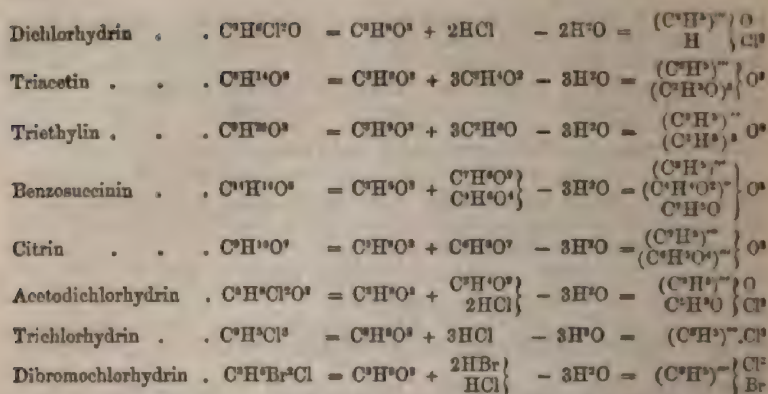 Dichlorhydrin . . C³H⁶Cl²O = C³H⁸O³ + 2HCl − 2H²O = (C³H⁵)‴ } O
H } Cl²
Triacetin . . . C⁹H¹⁴O⁶ = C³H⁸O³ + 3C²H⁴O² − 3H²O = (C³H⁵)‴ } O³
(C²H³O)³ }
Triethylin . . . C⁹H²⁰O³ = C³H⁸O³ + 3C²H⁶O − 3H²O = (C³H⁵)‴ } O³
(C²H⁵)³ }
Benzosuccinin . . C¹⁴H¹⁴O⁶ = C³H⁸O³ + C⁷H⁶O² } − 3H²O = (C³H⁵)‴ } O³
C⁴H⁶O⁴ } (C⁴H⁴O²)″ }
C⁷H⁵O }
Citrin . . . C⁹H¹⁰O⁷ = C³H⁸O³ + C⁶H⁸O⁷ − 3H²O = (C³H⁵)‴ } O³
(C⁶H⁵O⁴)‴ }
Acetodichlorhydrin . C⁵H⁸Cl²O² = C³H⁸O³ + C²H⁴O² } − 3H²O = (C³H⁵)‴ } O
2HCl } C²H³O } Cl²
Trichlorhydrin . . C³H⁵Cl³ = C³H⁸O³ + 3HCl − 3H²O = (C³H⁵)‴.Cl³
Dibromochlorhydrin . C³H⁵Br²Cl = C³H⁸O³ + 2HBr } − 3H²O = (C³H⁵)‴ { Cl²
HCl } Br